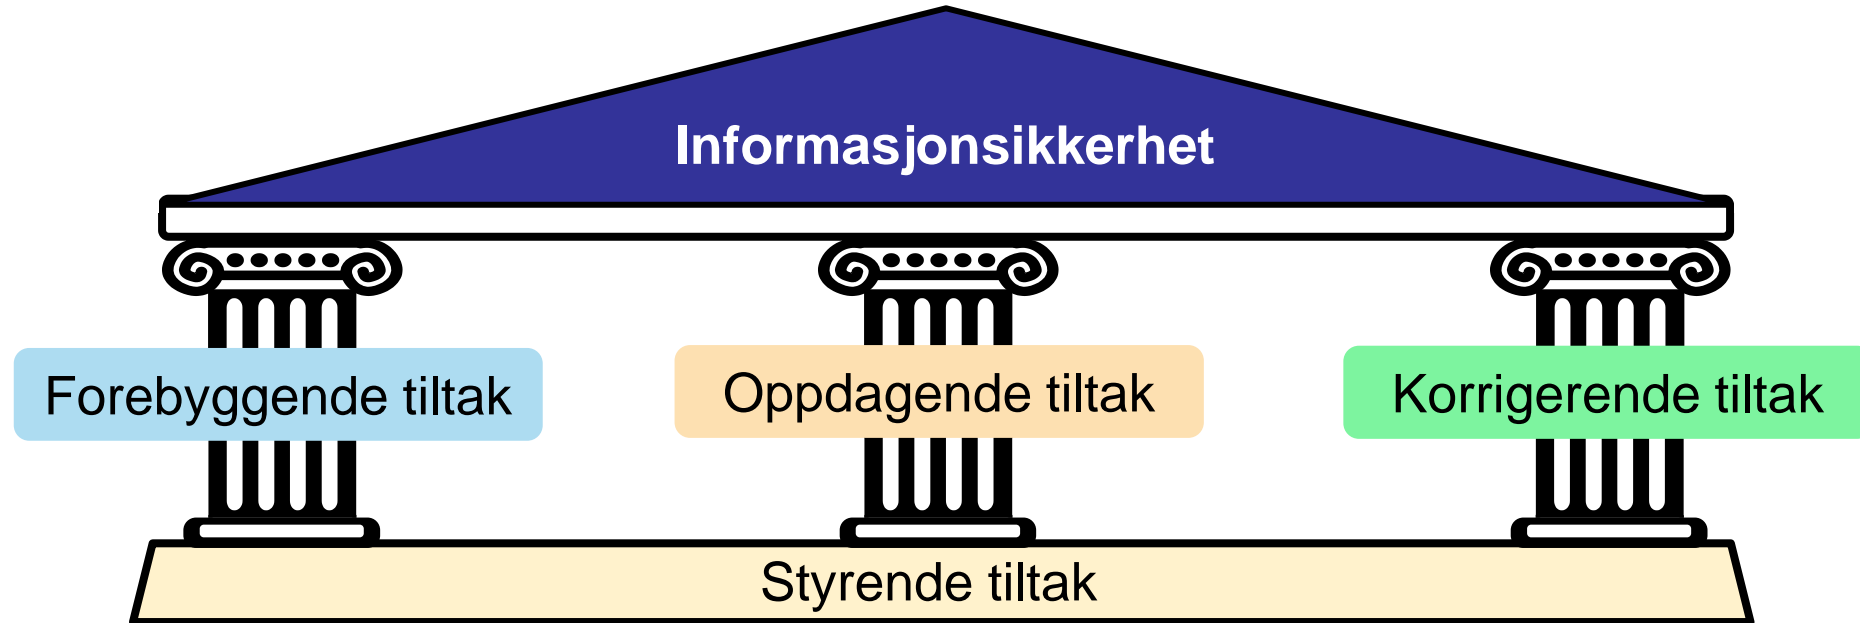 Informasjonsikkerhet
Forebyggende tiltak
Oppdagende tiltak
Korrigerende tiltak
Styrende tiltak